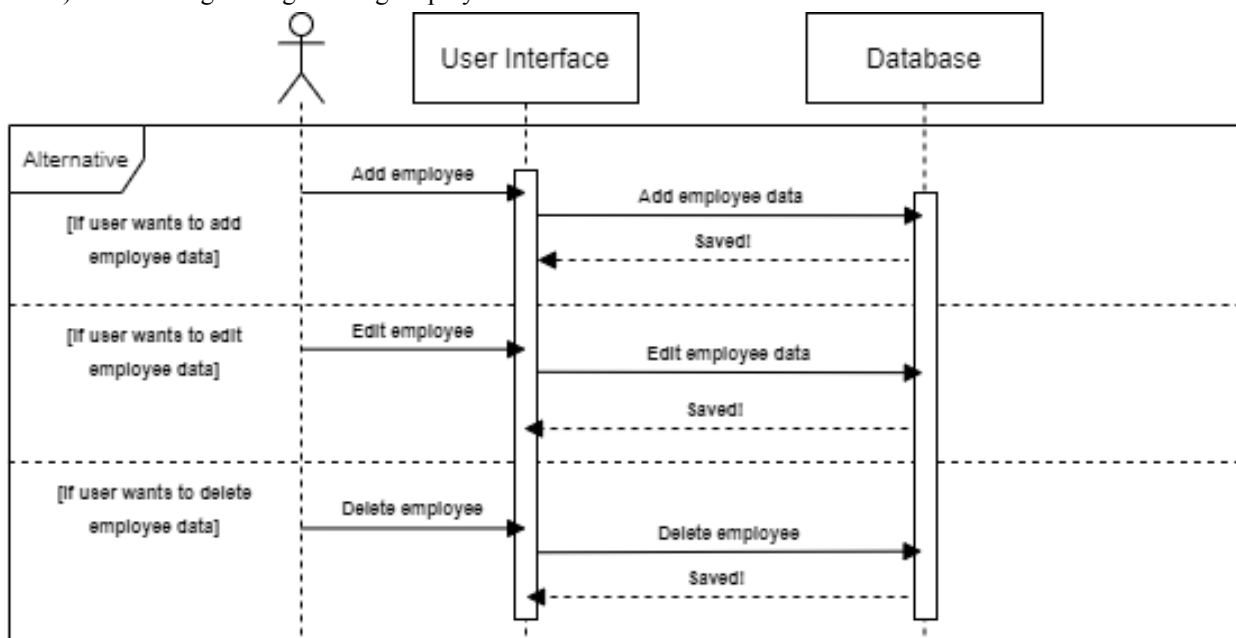 User Interface
Database
Alternative
Add employee
Add employee data
[If user wants to add
employee data]
Saved!
[If user wants to edit
employee data]
Edit employee
Edit employee data
Saved!
[If user wants to delete
employee data]
Delete employee
Delete employee
Saved!